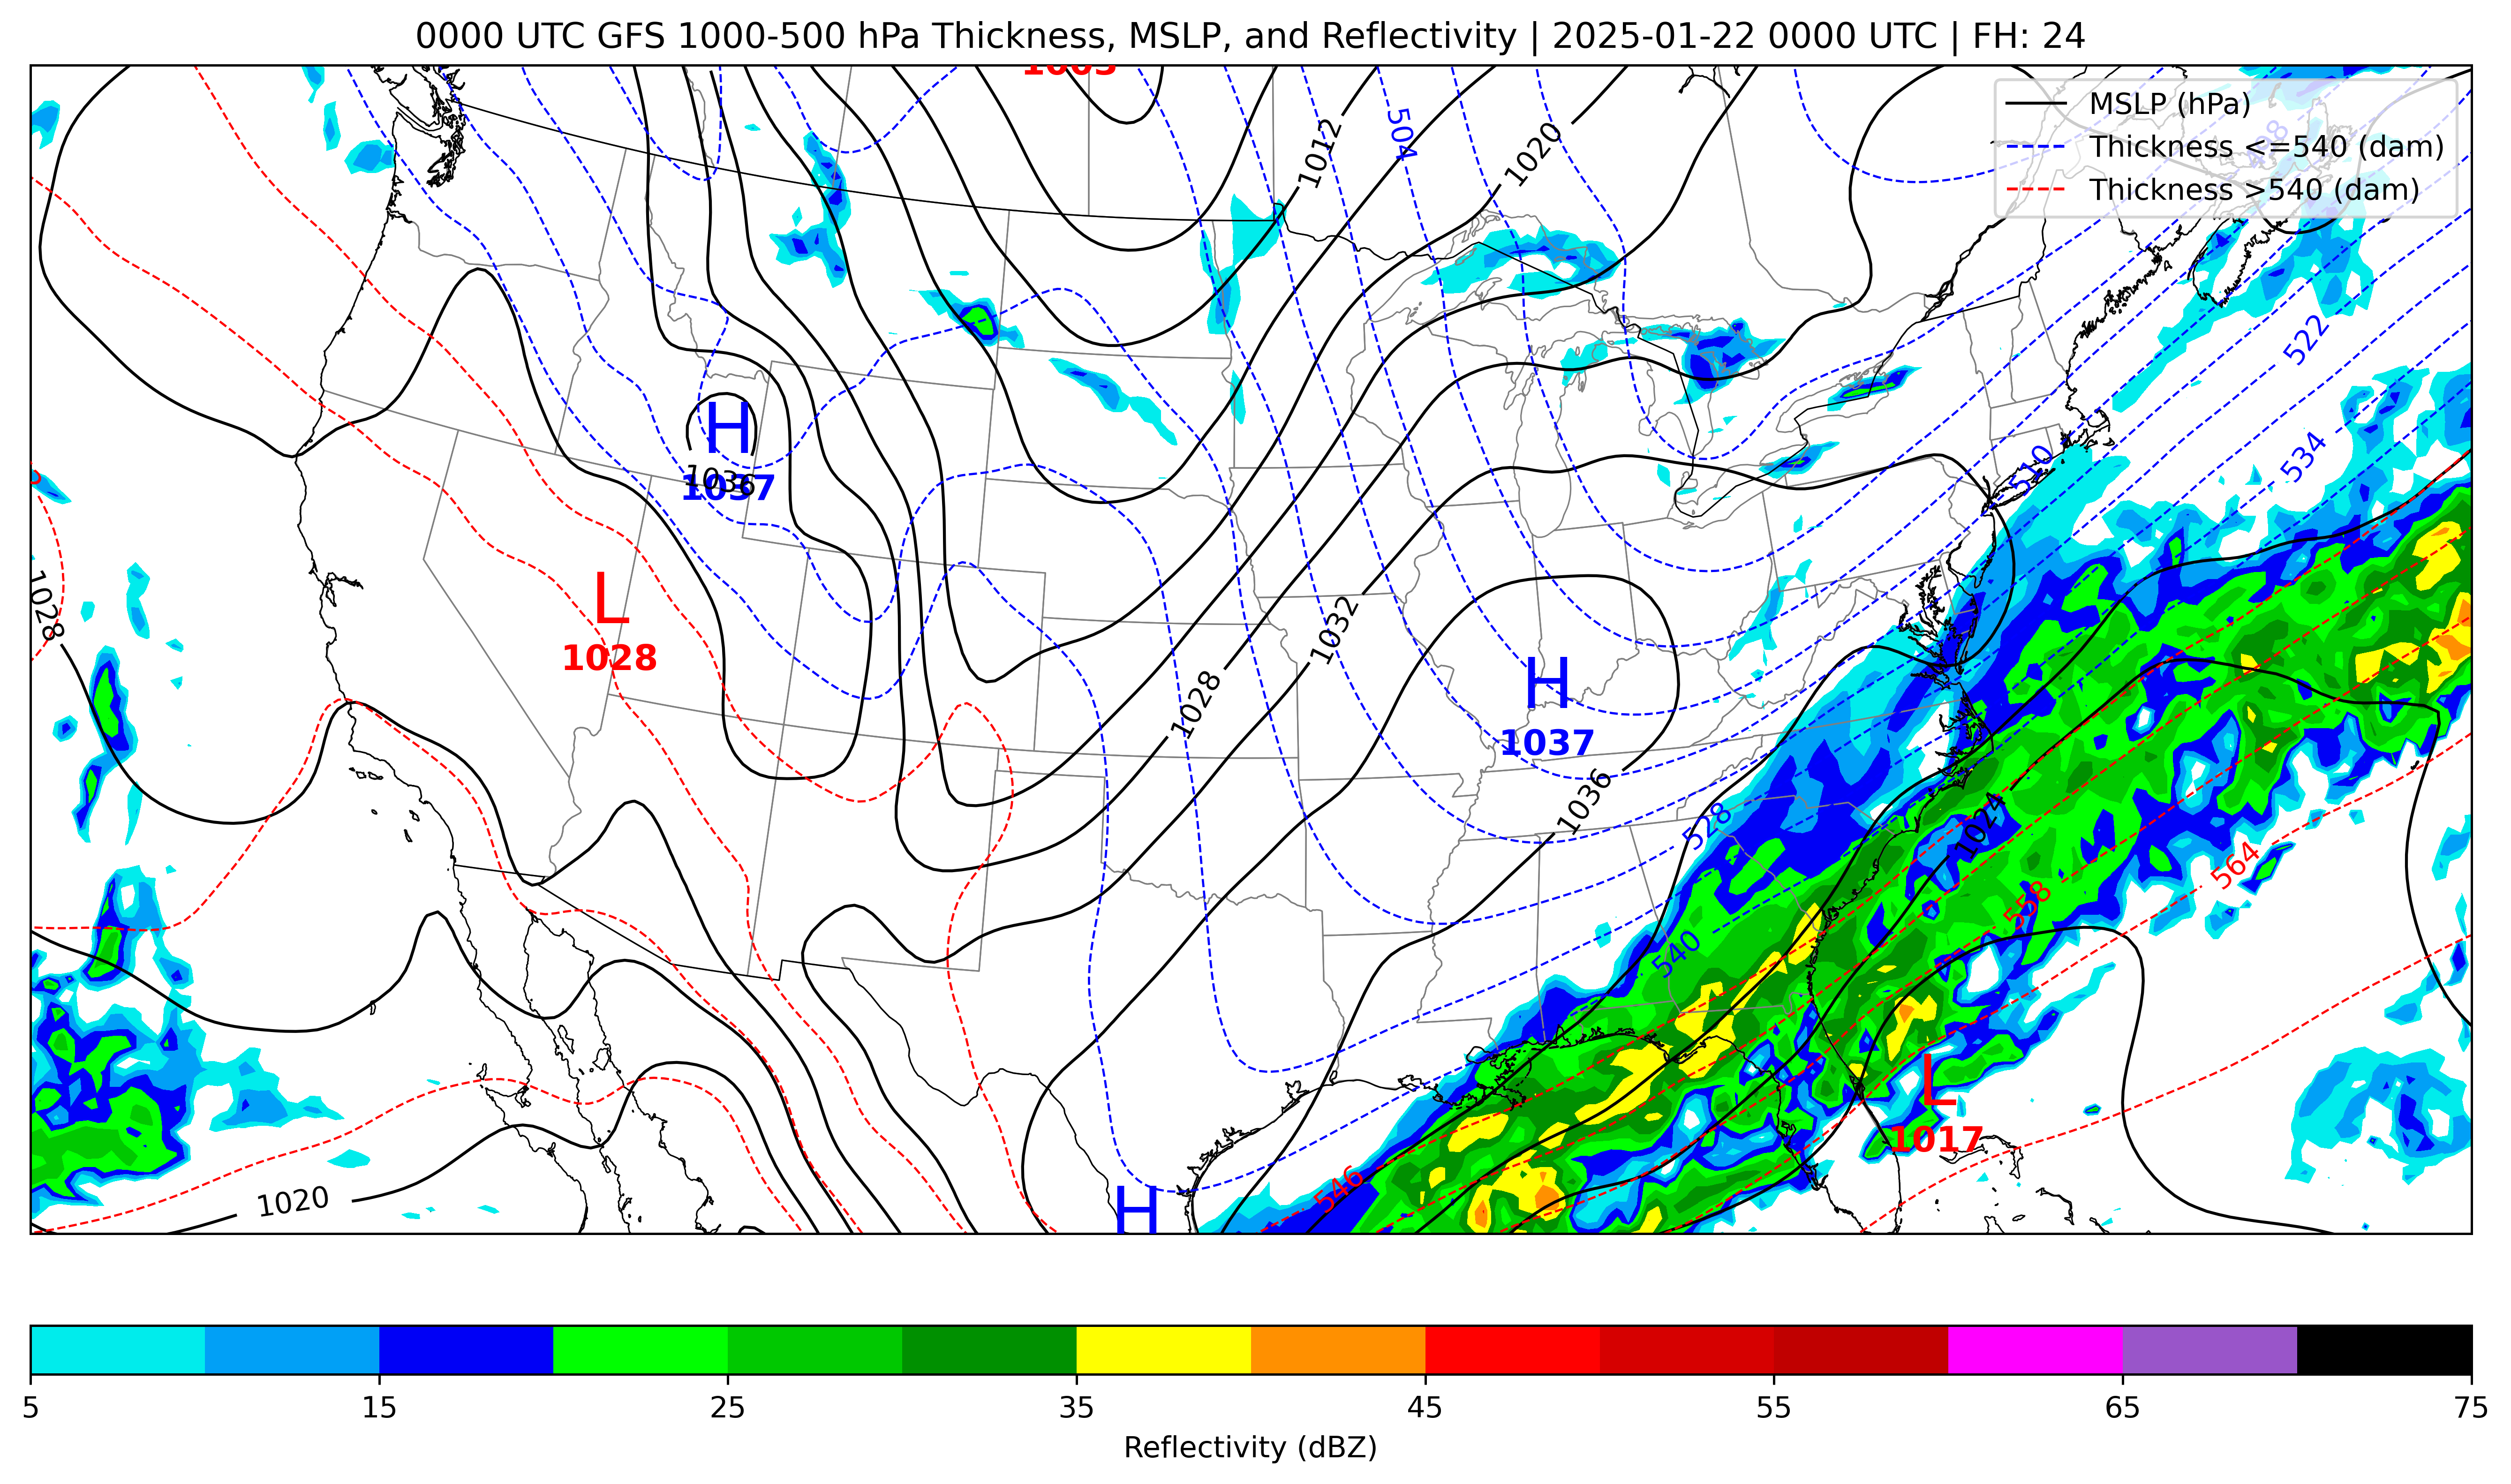 0000 UTC GFS 1000-500 hPa Thickness, MSLP, and Reflectivity | 2025-01-22 0000 UTC | FH: 24
MSLP (hPa)
Thickness <=540 (dam)
Thickness >540 (dam)
1012
504
1020
522
H
1036
1037
534
510
1028
L
1028
1032
H
1037
1028
1036
528
1024
564
558
540
L
1017
546
H
1020
5 15 25 35 45 55 65 75
Reflectivity (dBZ)